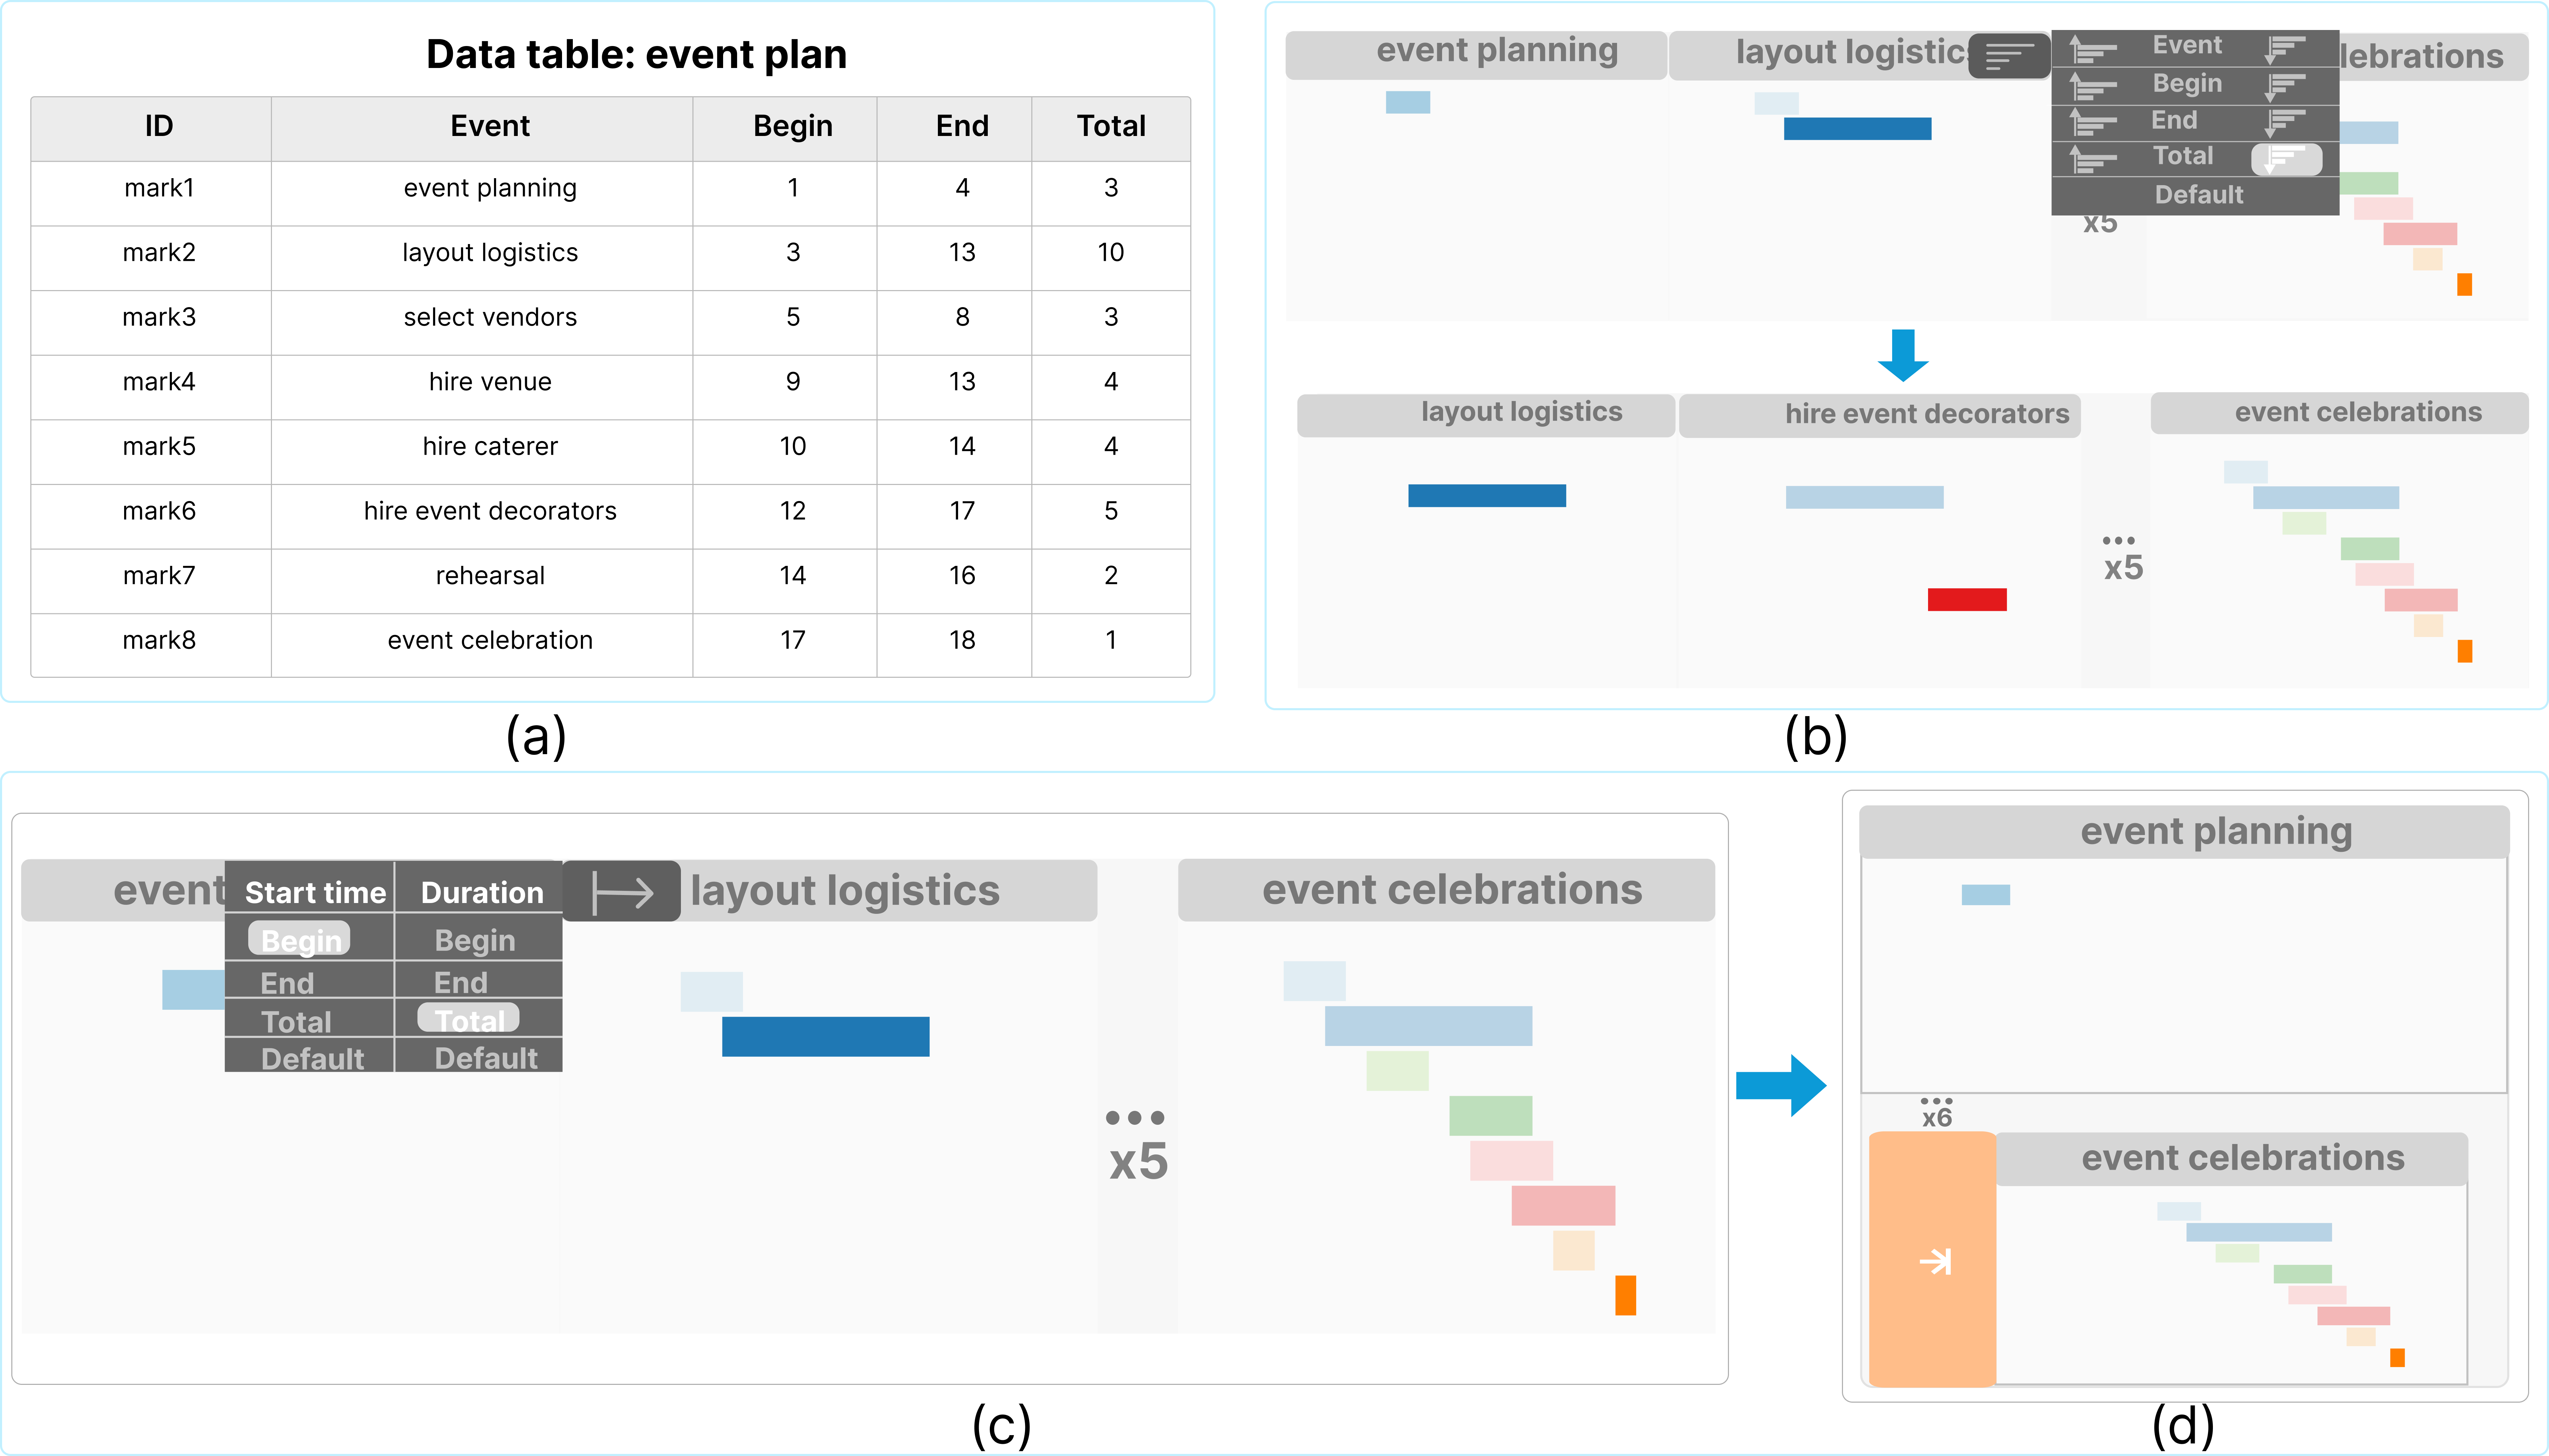 Data table: event plan
ID Event Begin End Total
mark1 event planning 1 4 3
mark2 layout logistics 3 13 10
mark3 select vendors 5 8 3
mark4 hire venue 9 13 4
mark5 hire caterer 10 14 4
mark6 hire event decorators 12 17 5
mark7 rehearsal 14 16 2
mark8 event celebration 17 18 1
(a)
event planning layout logistics lebrations
Event
Begin
End
Total
Default
x5
layout logistics hire event decorators event celebrations
... x5
(b)
event layout logistics event celebrations
Start time Duration
Begin Begin
End End
Total Total
Default Default
...
x5
(c)
event planning
...
x6
event celebrations
(d)